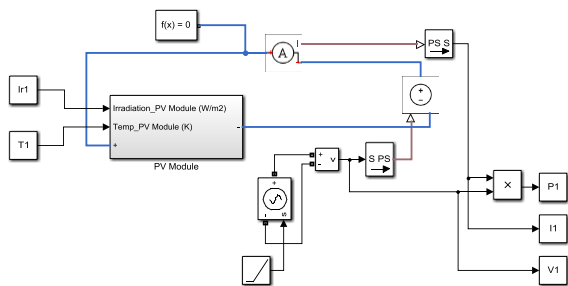 f(x) = 0
I
A
PS S
Ir1
Irradiation_PV Module (W/m2)
+
−
T1
Temp_PV Module (K)
-
+
PV Module
+
-
v
S PS
×
P1
+
-
s
I1
V1